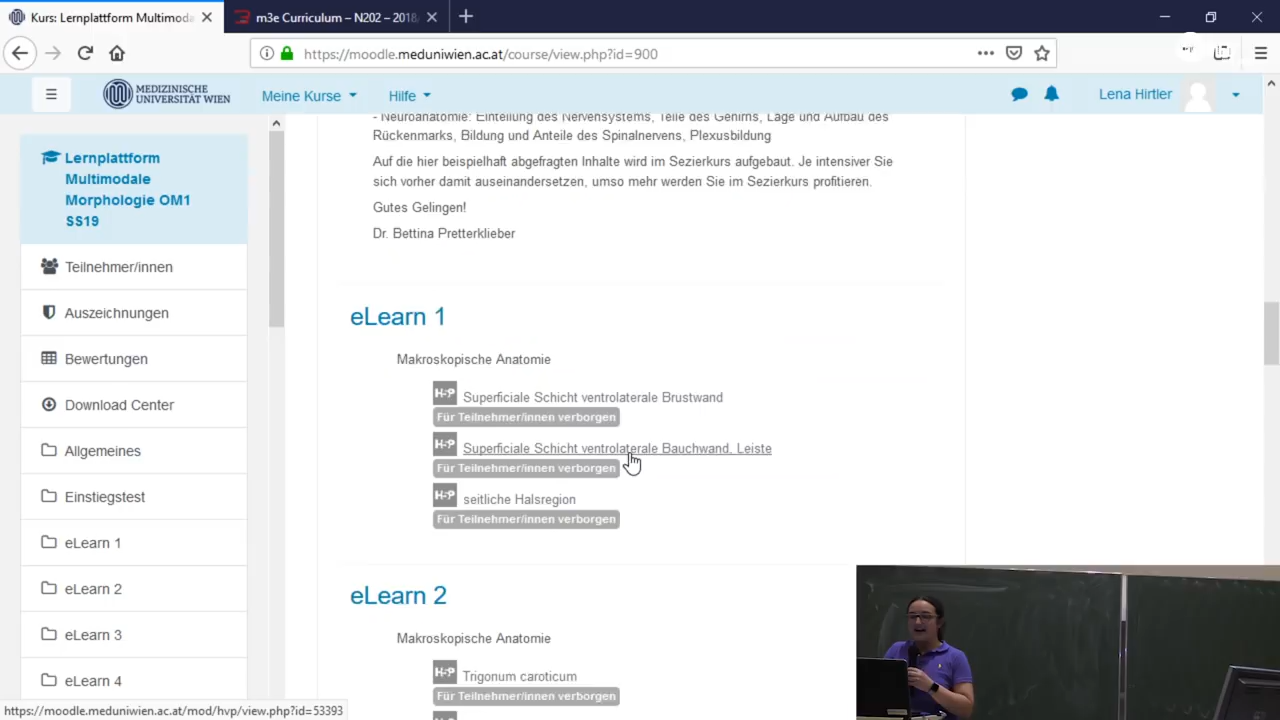 Kurs: Lernplattform Multimoda
m3e Curriculum – N202 – 2018
https://moodle.meduniwien.ac.at/course/view.php?id=900
MEDIZINISCHE
UNIVERSITÄT WIEN
Meine Kurse
Hilfe
Lena Hirtler
Lernplattform
Multimodale
Morphologie OM1
SS19
Teilnehmer/innen
Auszeichnungen
Bewertungen
Download Center
Allgemeines
Einstiegstest
eLearn 1
eLearn 2
eLearn 3
eLearn 4
- Neuroanatomie: Einteilung des Nervensystems, Teile des Gehirns, Lage und Aufbau des
Rückenmarks, Bildung und Anteile des Spinalnervens, Plexusbildung
Auf die hier beispielhaft abgefragten Inhalte wird im Sezierkurs aufgebaut. Je intensiver Sie
sich vorher damit auseinandersetzen, umso mehr werden Sie im Sezierkurs profitieren.
Gutes Gelingen!
Dr. Bettina Pretterklieber
eLearn 1
Makroskopische Anatomie
H5P Superficiale Schicht ventrolaterale Brustwand
Für Teilnehmer/innen verborgen
H5P Superficiale Schicht ventrolaterale Bauchwand, Leiste
Für Teilnehmer/innen verborgen
H5P seitliche Halsregion
Für Teilnehmer/innen verborgen
eLearn 2
Makroskopische Anatomie
H5P Trigonum caroticum
Für Teilnehmer/innen verborgen
https://moodle.meduniwien.ac.at/mod/hvp/view.php?id=53393